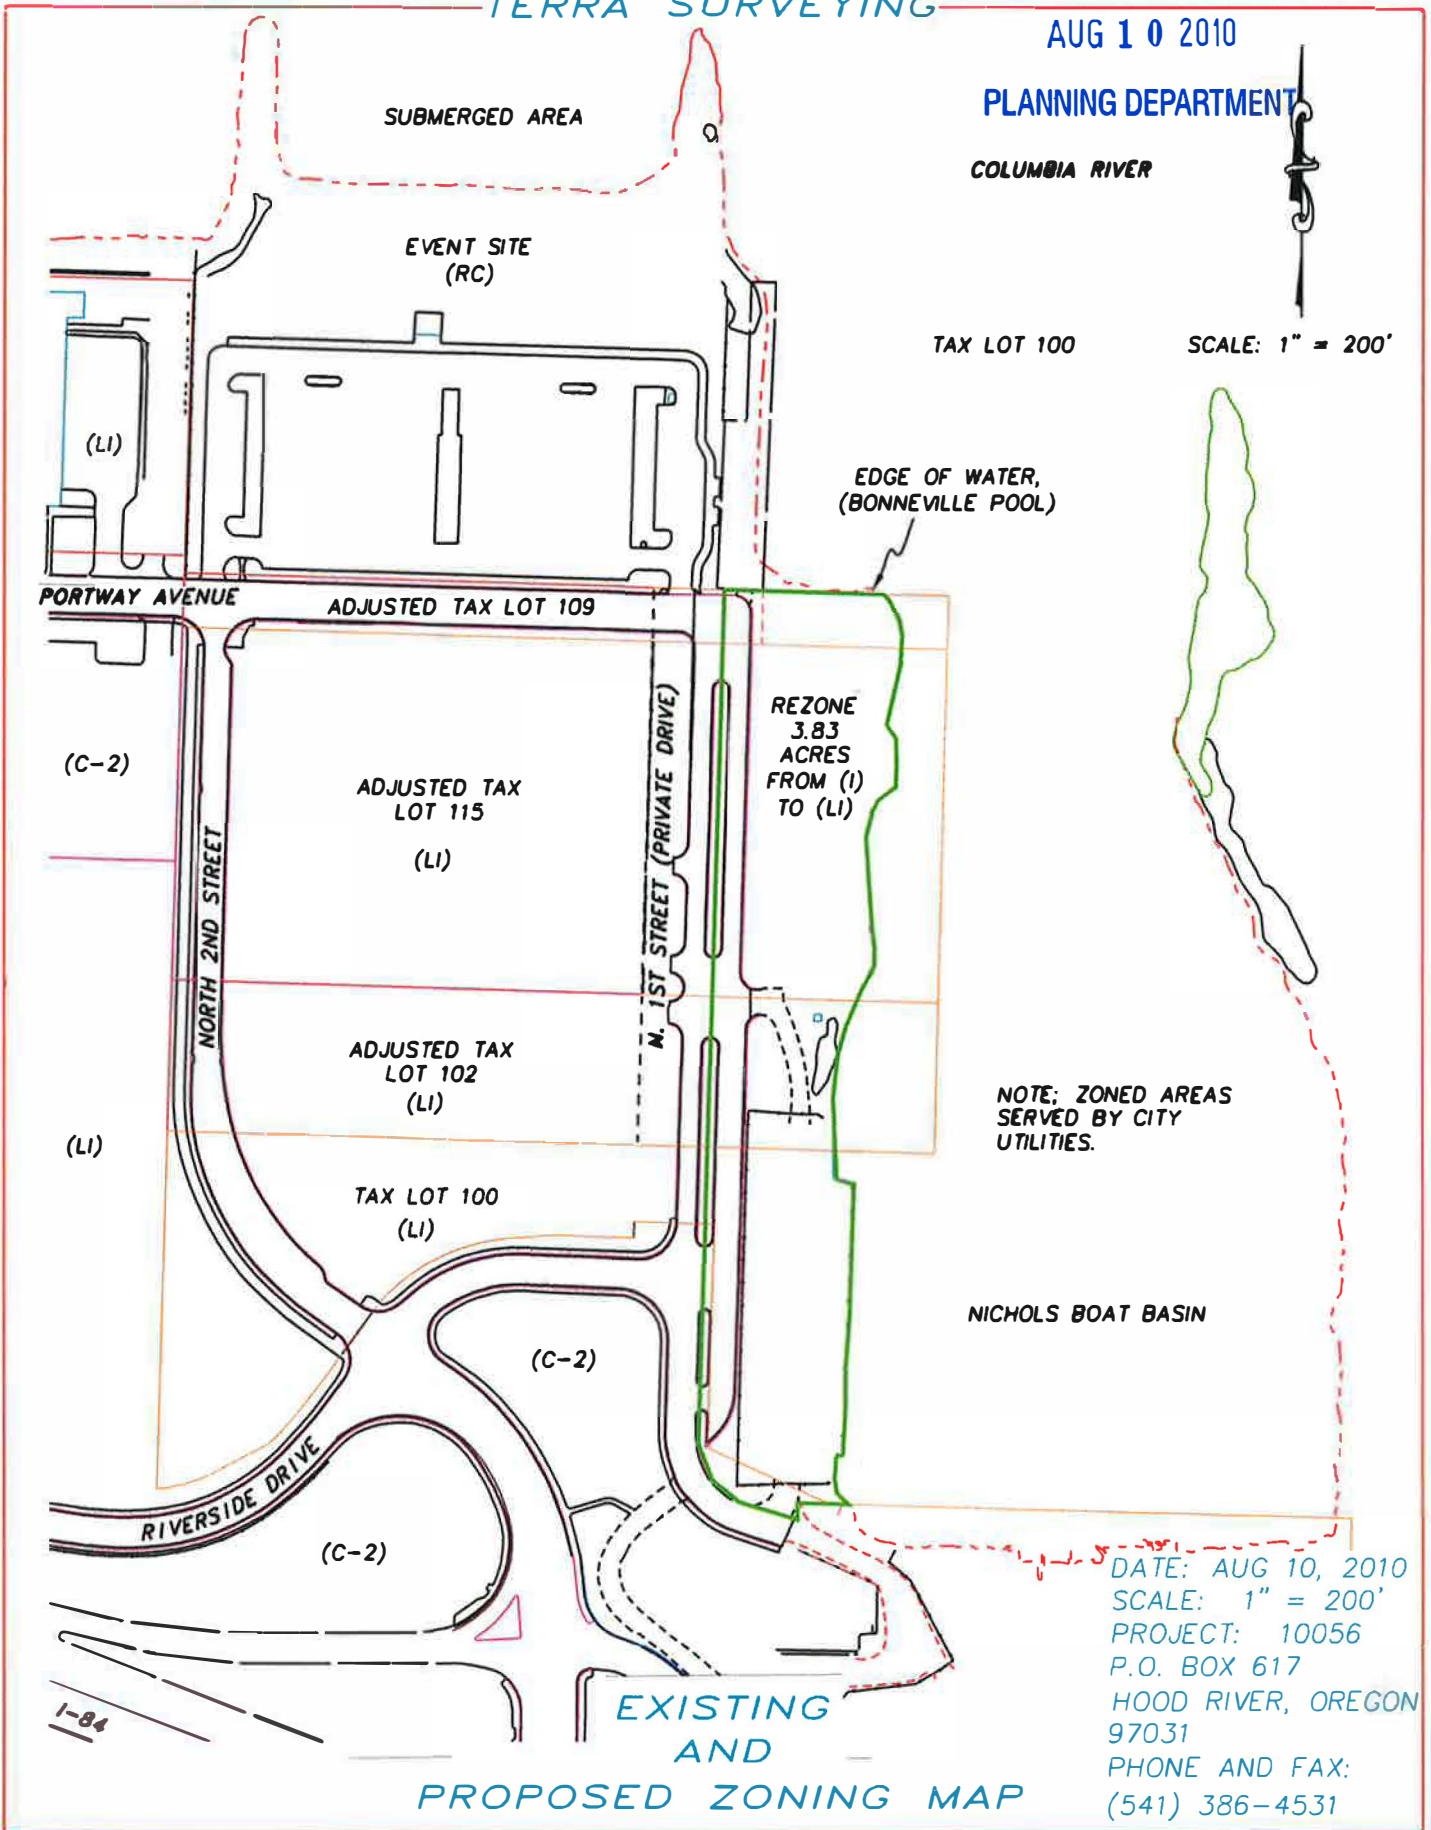 TERRA SURVEYING
AUG 10 2010
PLANNING DEPARTMENT
SUBMERGED AREA
COLUMBIA RIVER
EVENT SITE
(RC)
TAX LOT 100
SCALE: 1" = 200'
(LI)
EDGE OF WATER,
(BONNEVILLE POOL)
PORTWAY AVENUE
ADJUSTED TAX LOT 109
REZONE
3.83
ACRES
FROM (I)
TO (LI)
(C-2)
ADJUSTED TAX
LOT 115
(LI)
N. 1ST STREET (PRIVATE DRIVE)
NORTH 2ND STREET
ADJUSTED TAX
LOT 102
(LI)
NOTE; ZONED AREAS
SERVED BY CITY
UTILITIES.
(LI)
TAX LOT 100
(LI)
NICHOLS BOAT BASIN
(C-2)
RIVERSIDE DRIVE
(C-2)
I-84
EXISTING
AND
PROPOSED ZONING MAP
DATE: AUG 10, 2010
SCALE: 1" = 200'
PROJECT: 10056
P.O. BOX 617
HOOD RIVER, OREGON
97031
PHONE AND FAX:
(541) 386-4531